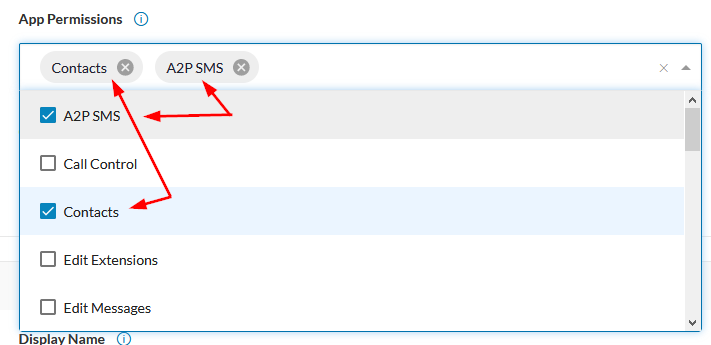 App Permissions
Contacts A2P SMS
A2P SMS
Call Control
Contacts
Edit Extensions
Edit Messages
Display Name